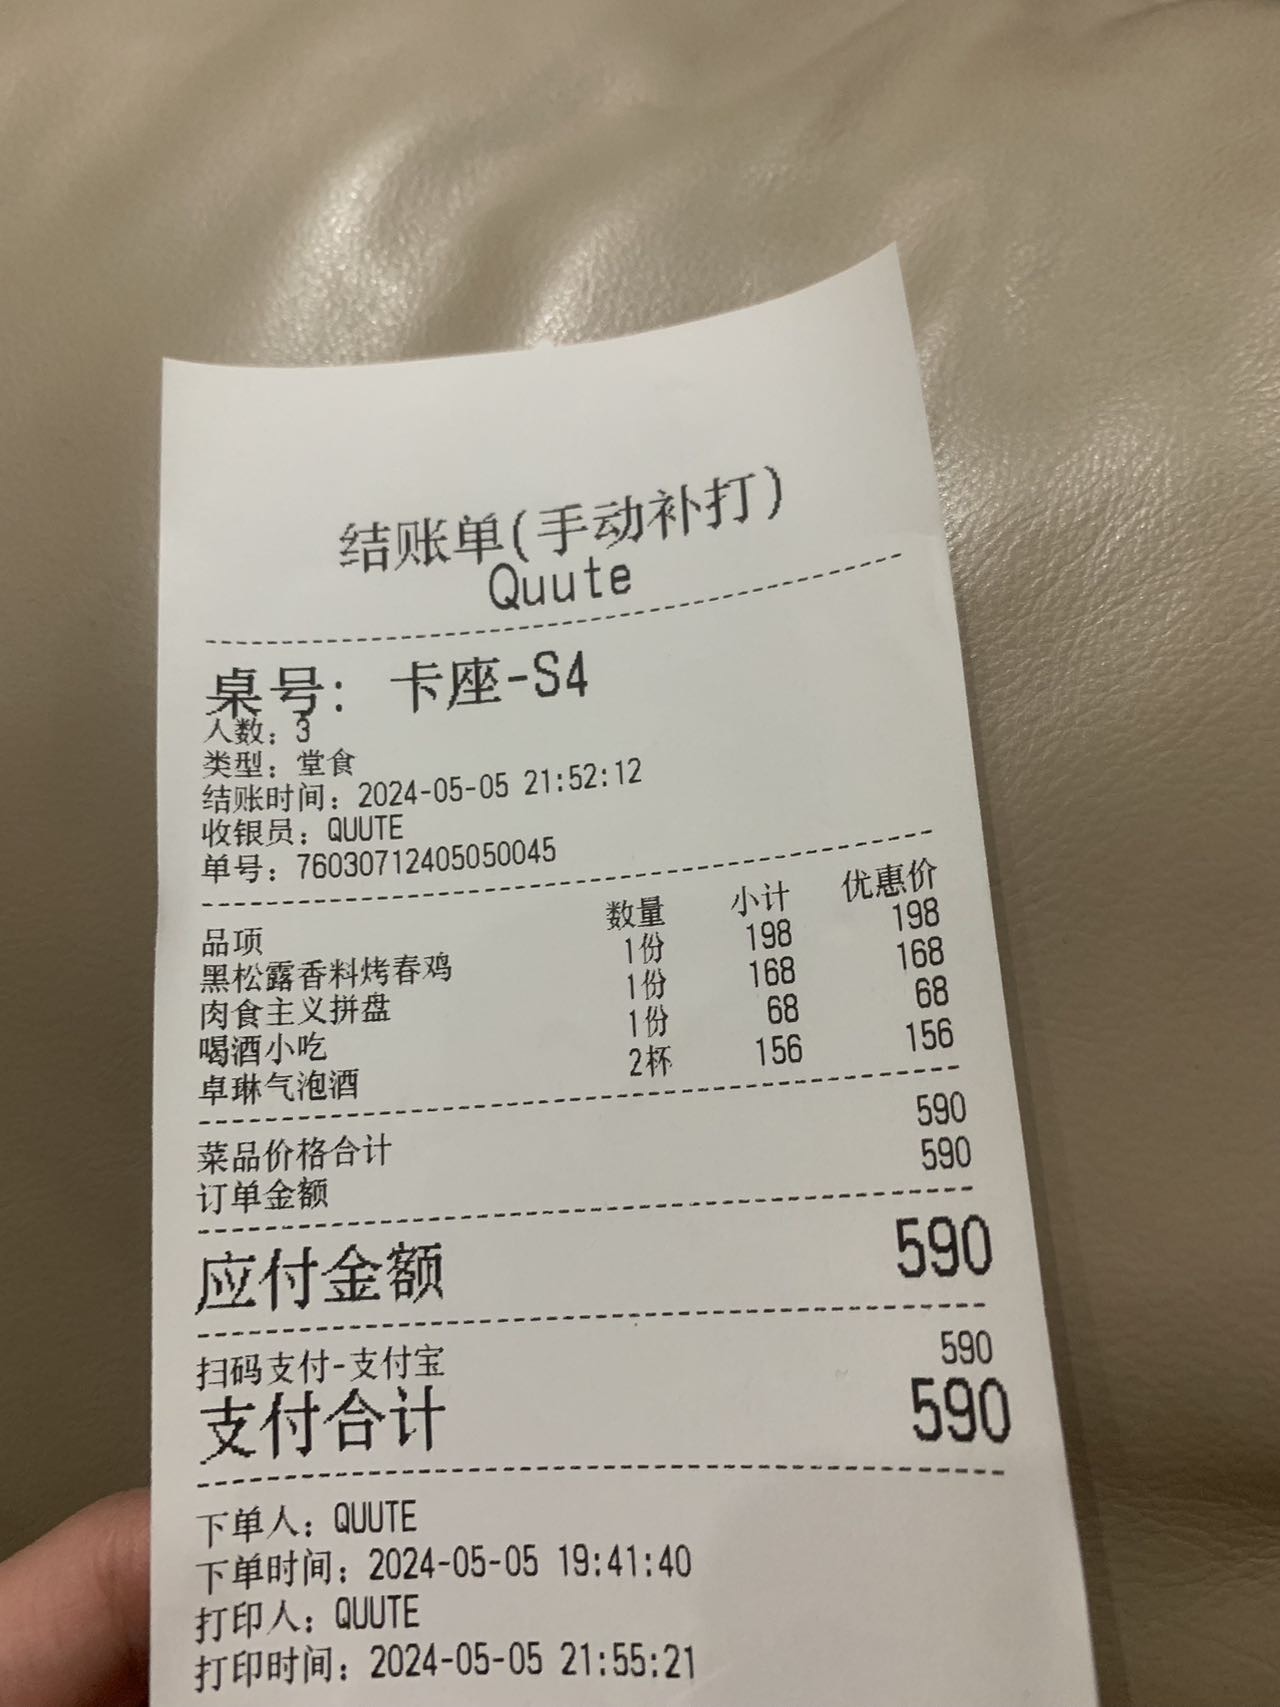 结账单(手动补打)
Quute
桌号: 卡座-S4
人数: 3
类型: 堂食
结账时间: 2024-05-05 21:52:12
收银员: QUUTE
单号: 76030712405050045
品项 数量 小计 优惠价
黑松露香料烤春鸡 1份 198 198
肉食主义拼盘 1份 168 168
喝酒小吃 1份 68 68
卓琳气泡酒 2杯 156 156
菜品价格合计 590
订单金额 590
应付金额 590
扫码支付-支付宝 590
支付合计 590
下单人: QUUTE
下单时间: 2024-05-05 19:41:40
打印人: QUUTE
打印时间: 2024-05-05 21:55:21